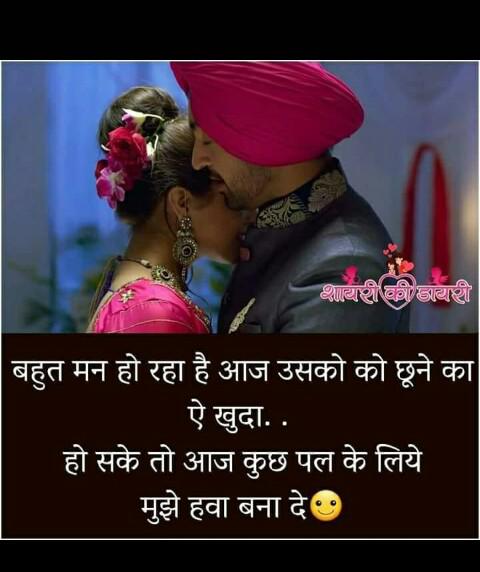 शायरी की डायरी
बहुत मन हो रहा है आज उसको को छूने का
ऐ खुदा. .
हो सके तो आज कुछ पल के लिये
मुझे हवा बना दे🙂